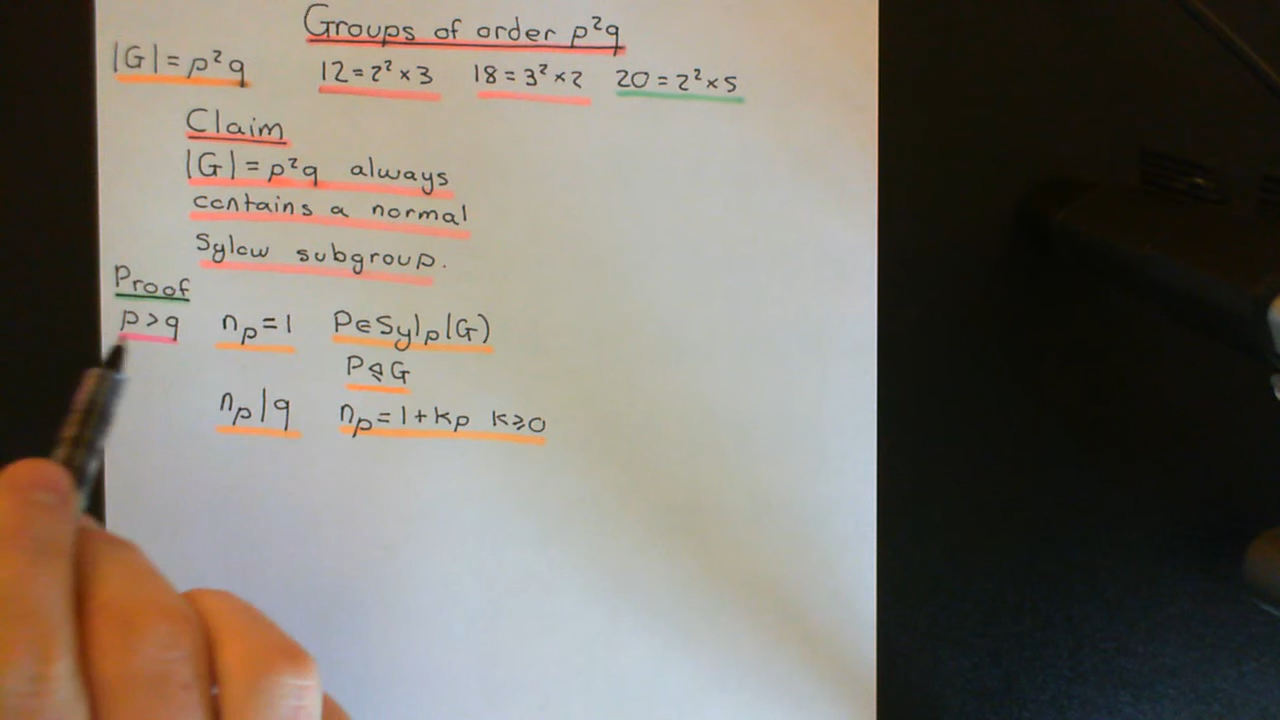 Groups of order p²q
|G| = p²q 12 = 2² × 3 18 = 3² × 2 20 = 2² × 5
Claim
|G| = p²q always
contains a normal
Sylow subgroup.
Proof
p > q n_p = 1 P ∈ Syl_p(G)
P ⊴ G
n_p | q n_p = 1 + kp k ⩾ 0